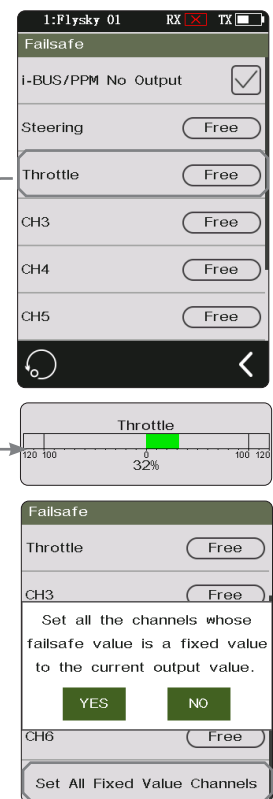 1:Flysky 01 RX TX
Failsafe
i-BUS/PPM No Output
Steering Free
Throttle Free
CH3 Free
CH4 Free
CH5 Free
Throttle
120 100 0 100 120
32%
Failsafe
Throttle Free
CH3 Free
Set all the channels whose
failsafe value is a fixed value
to the current output value.
YES NO
CH6 Free
Set All Fixed Value Channels